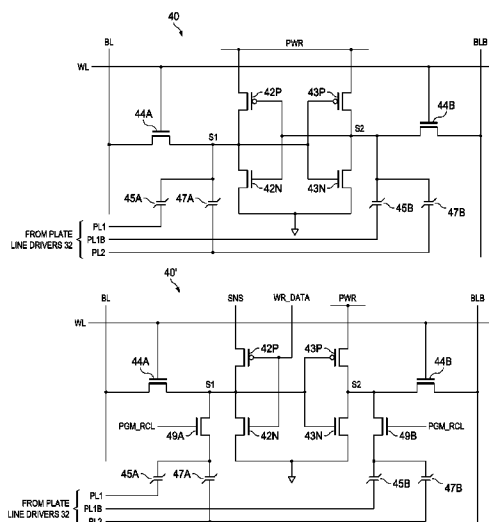 40
BL
PWR
BLB
WL
42P
43P
44A
44B
S1
S2
42N
43N
45A
47A
45B
47B
FROM PLATE
LINE DRIVERS 32
PL1
PL1B
PL2
40'
BL
SNS
WR_DATA
PWR
BLB
WL
42P
43P
44A
44B
S1
S2
PGM_RCL
49A
42N
43N
49B
PGM_RCL
45A
47A
45B
47B
FROM PLATE
LINE DRIVERS 32
PL1
PL1B
PL2